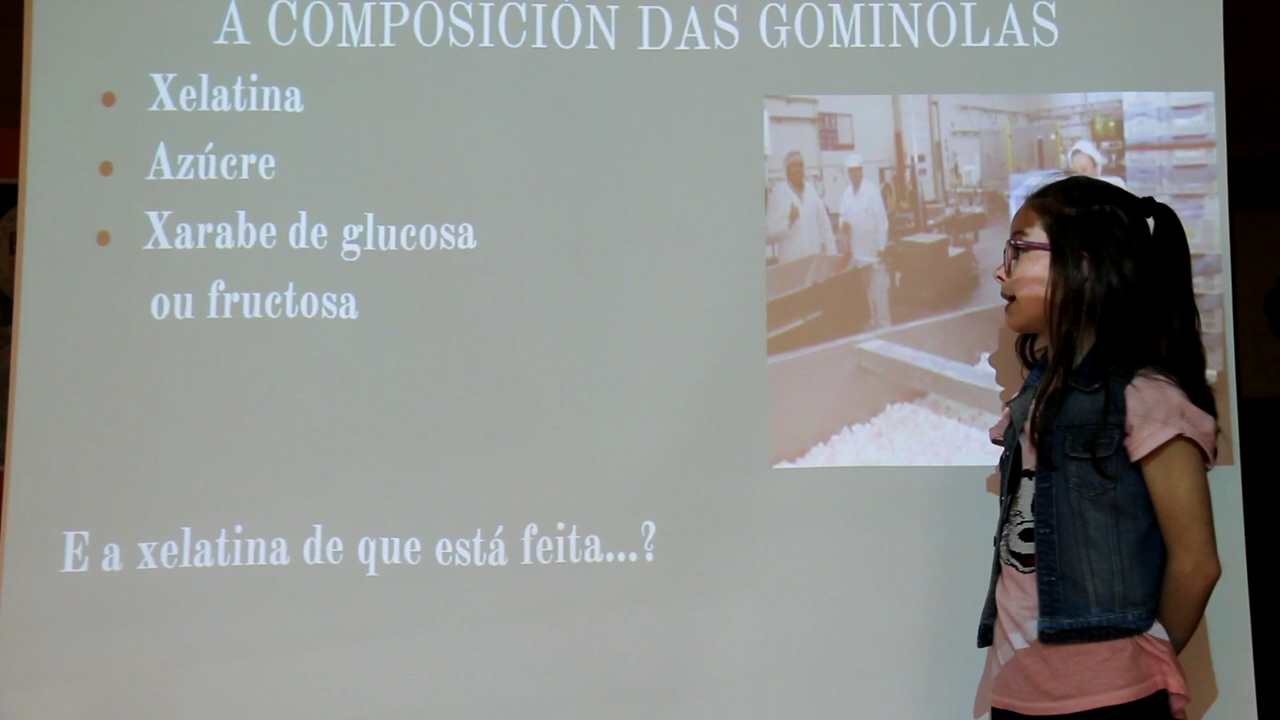 A COMPOSICIÓN DAS GOMINOLAS
Xelatina
Azúcre
Xarabe de glucosa
ou fructosa
E a xelatina de que está feita...?